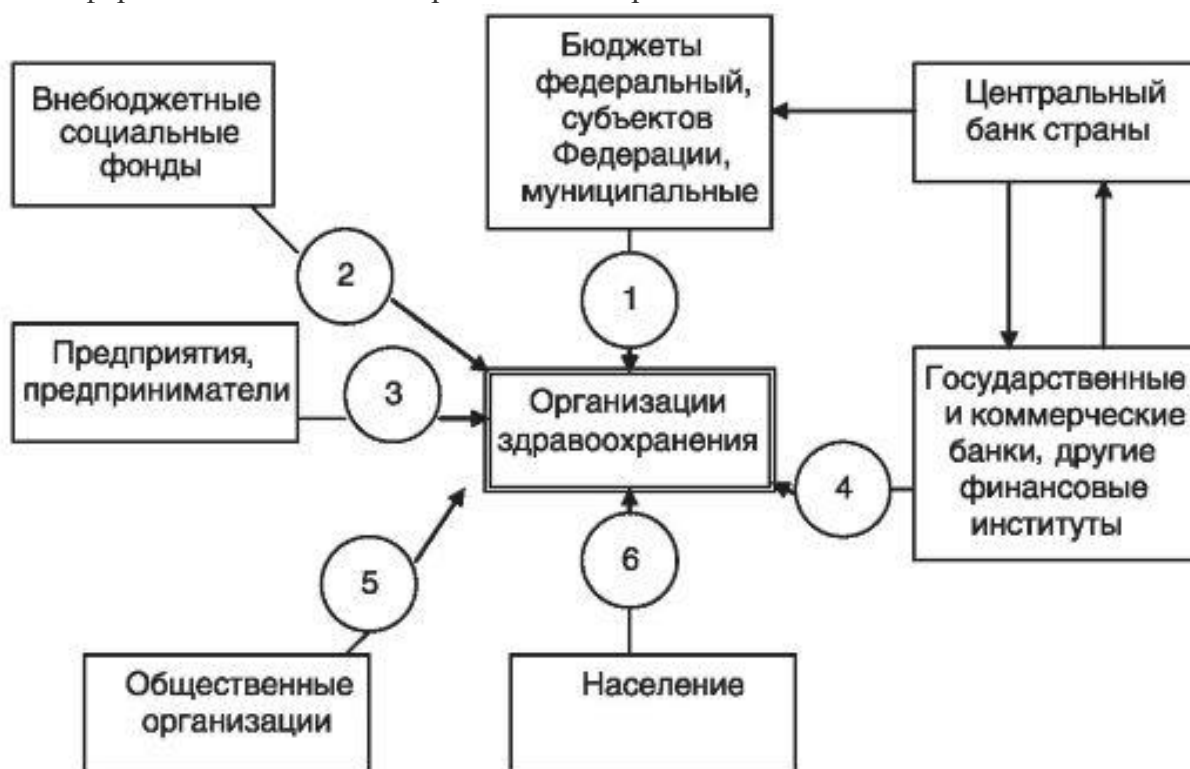 Бюджеты
федеральный,
субъектов
Федерации,
муниципальные
Внебюджетные
социальные
фонды
Центральный
банк страны
2
1
Предприятия,
предприниматели
3
Организации
здравоохранения
Государственные
и коммерческие
банки, другие
финансовые
институты
4
5
6
Общественные
организации
Население